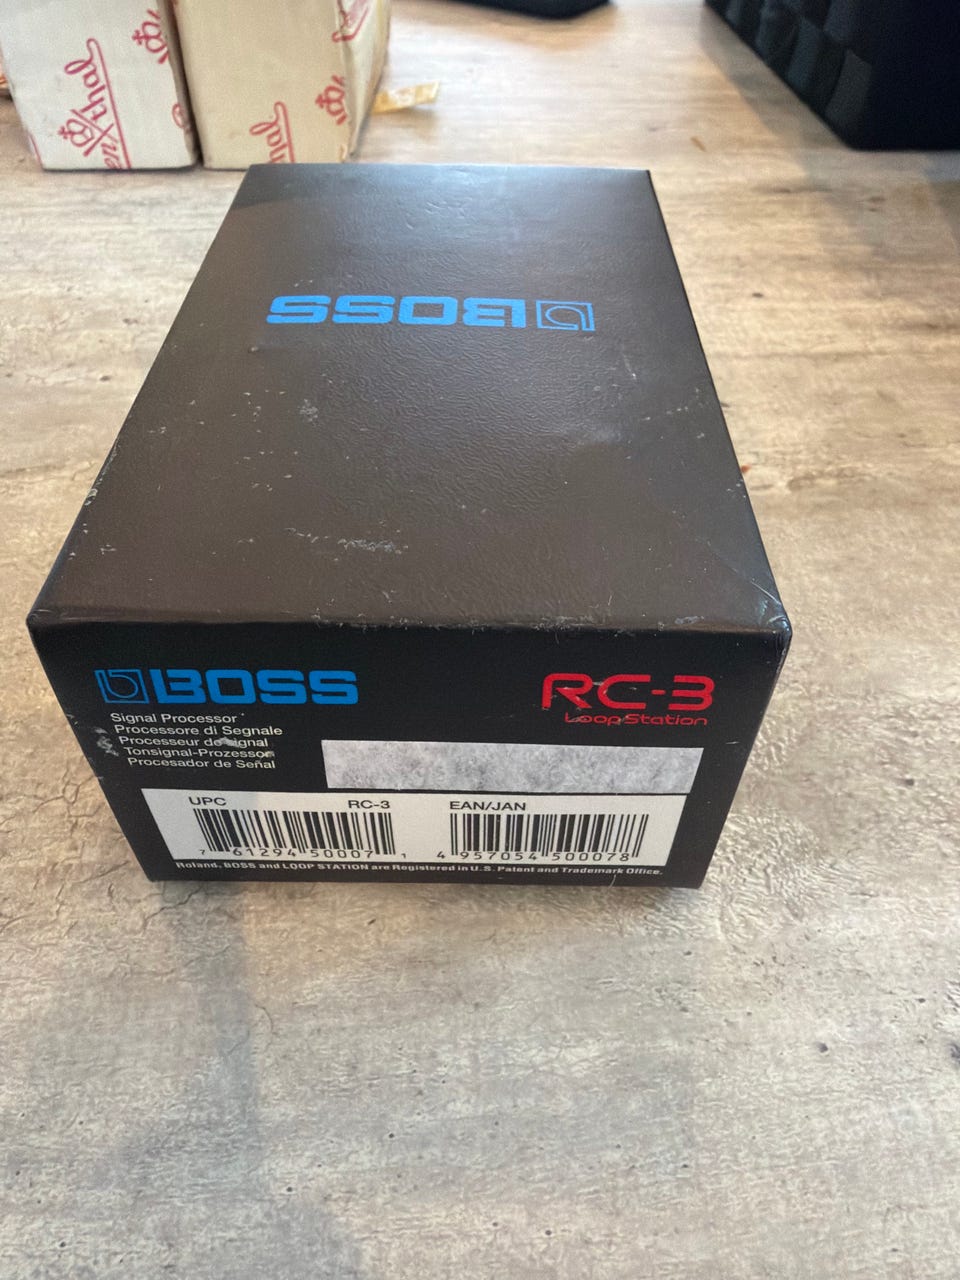 BOSS
BOSS
RC-3
Loop Station
Signal Processor
Processore di Segnale
Processeur de signal
Tonsignal-Prozessor
Procesador de Señal
UPC RC-3 EAN/JAN
7 61294 50007 1 4 957054 500078
Roland, BOSS and LOOP STATION are Registered in U.S. Patent and Trademark Office.